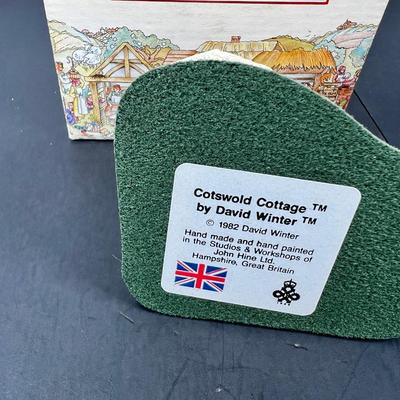 Cotswold Cottage ™
by David Winter ™
© 1982 David Winter
Hand made and hand painted
in the Studios & Workshops of
John Hine Ltd.
Hampshire, Great Britain